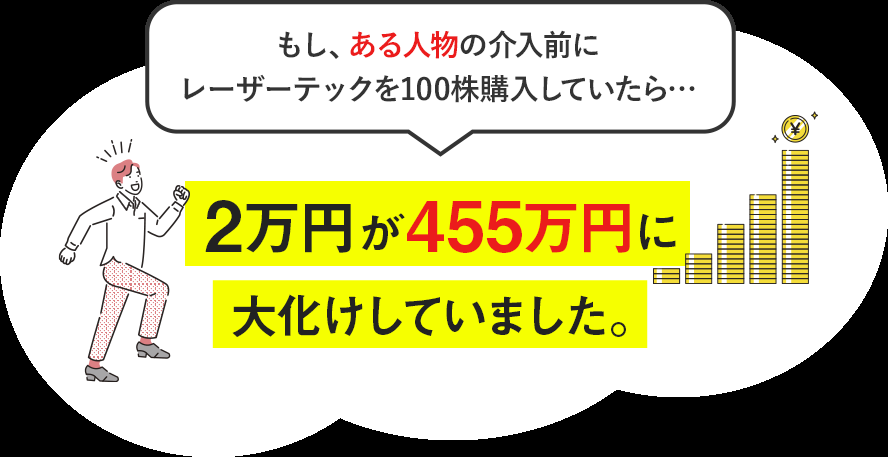 もし、ある人物の介入前に
レーザーテックを100株購入していたら…
2万円が455万円に
大化けしていました。
¥